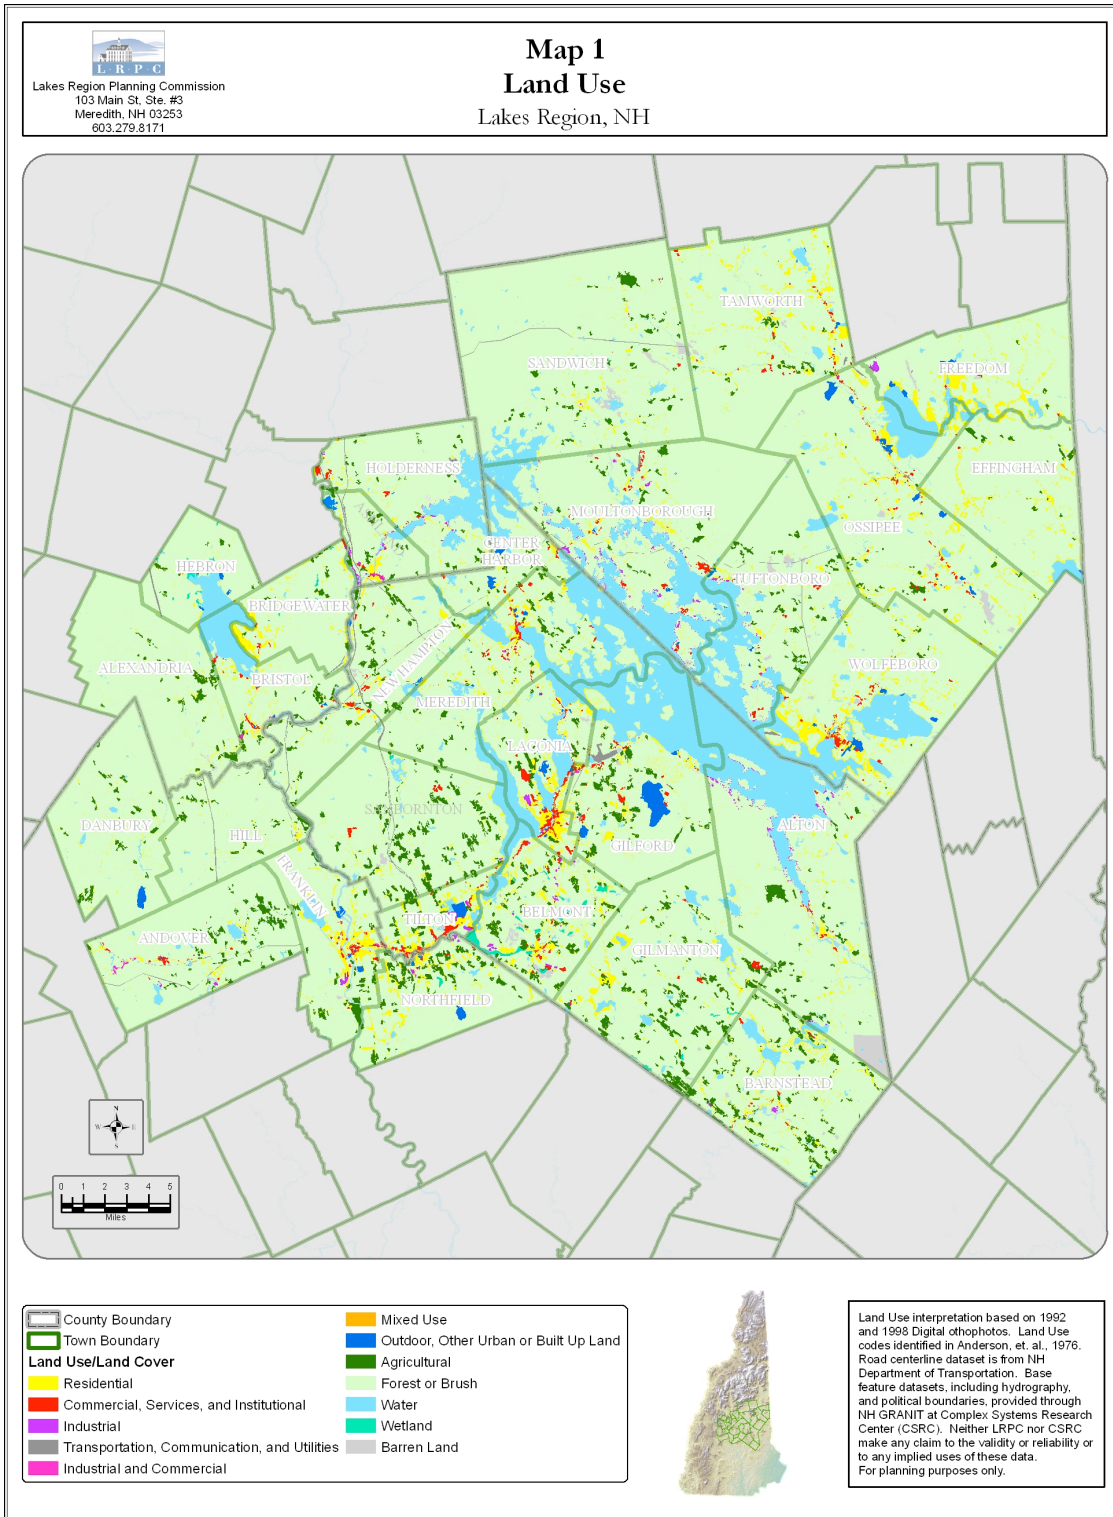 L · R · P · C
Lakes Region Planning Commission
103 Main St, Ste. #3
Meredith, NH 03253
603.279.8171
Map 1
Land Use
Lakes Region, NH
TAMWORTH
SANDWICH
FREEDOM
HOLDERNESS
EFFINGHAM
MOULTONBOROUGH
OSSIPEE
CENTER
HARBOR
HEBRON
TUFTONBORO
BRIDGEWATER
NEW HAMPTON
ALEXANDRIA
WOLFEBORO
BRISTOL
MEREDITH
LACONIA
SANBORNTON
DANBURY
HILL
ALTON
GILFORD
FRANKLIN
TILTON
BELMONT
ANDOVER
GILMANTON
NORTHFIELD
BARNSTEAD
N
W E
S
0 1 2 3 4 5
Miles
County Boundary
Town Boundary
Land Use/Land Cover
Residential
Commercial, Services, and Institutional
Industrial
Transportation, Communication, and Utilities
Industrial and Commercial
Mixed Use
Outdoor, Other Urban or Built Up Land
Agricultural
Forest or Brush
Water
Wetland
Barren Land
Land Use interpretation based on 1992
and 1998 Digital othophotos. Land Use
codes identified in Anderson, et. al., 1976.
Road centerline dataset is from NH
Department of Transportation. Base
feature datasets, including hydrography,
and political boundaries, provided through
NH GRANIT at Complex Systems Research
Center (CSRC). Neither LRPC nor CSRC
make any claim to the validity or reliability or
to any implied uses of these data.
For planning purposes only.